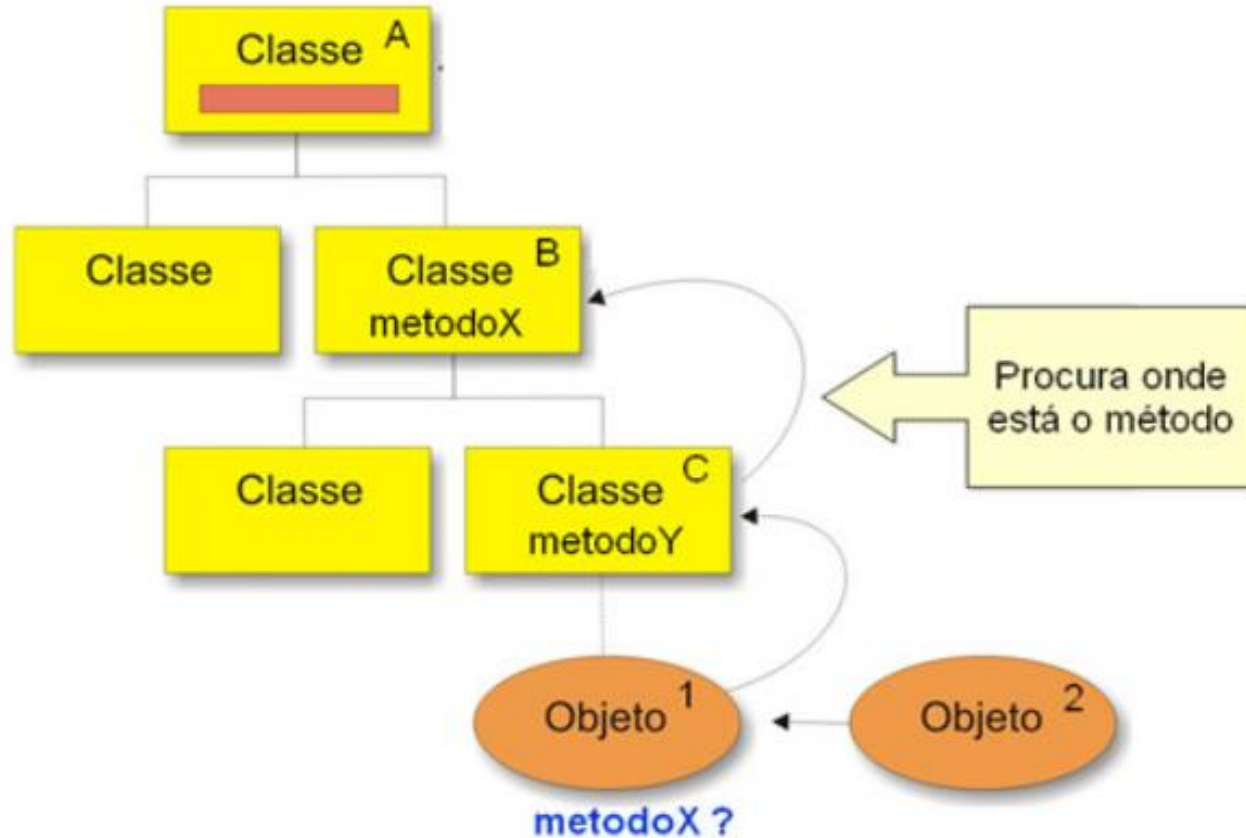 Classe A
Classe
Classe B
metodoX
Procura onde
está o método
Classe
Classe C
metodoY
Objeto 1
Objeto 2
metodoX ?